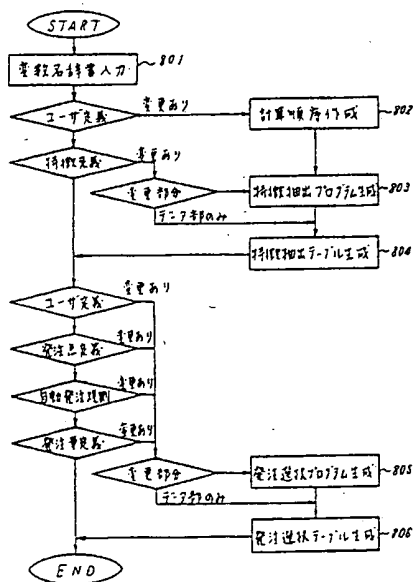 START
変数名辞書入力
801
ユーザ定義
変更あり
計算順序作成
802
特徴定義
変更あり
変更部分
特徴抽出プログラム生成
803
データ部のみ
特徴抽出テーブル生成
804
ユーザ定義
変更あり
発注点定義
変更あり
自動発注規則
変更あり
発注量定義
変更あり
変更部分
発注選択プログラム生成
805
データ部のみ
発注選択テーブル生成
806
END